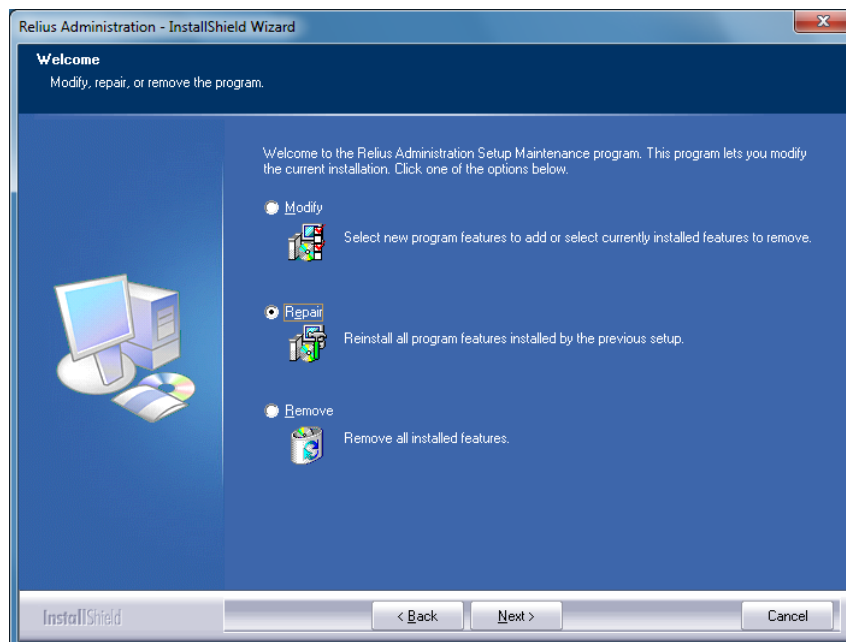 Relius Administration - InstallShield Wizard
Welcome
Modify, repair, or remove the program.
Welcome to the Relius Administration Setup Maintenance program. This program lets you modify
the current installation. Click one of the options below.
Modify
Select new program features to add or select currently installed features to remove.
Repair
Reinstall all program features installed by the previous setup.
Remove
Remove all installed features.
InstallShield
< Back
Next >
Cancel